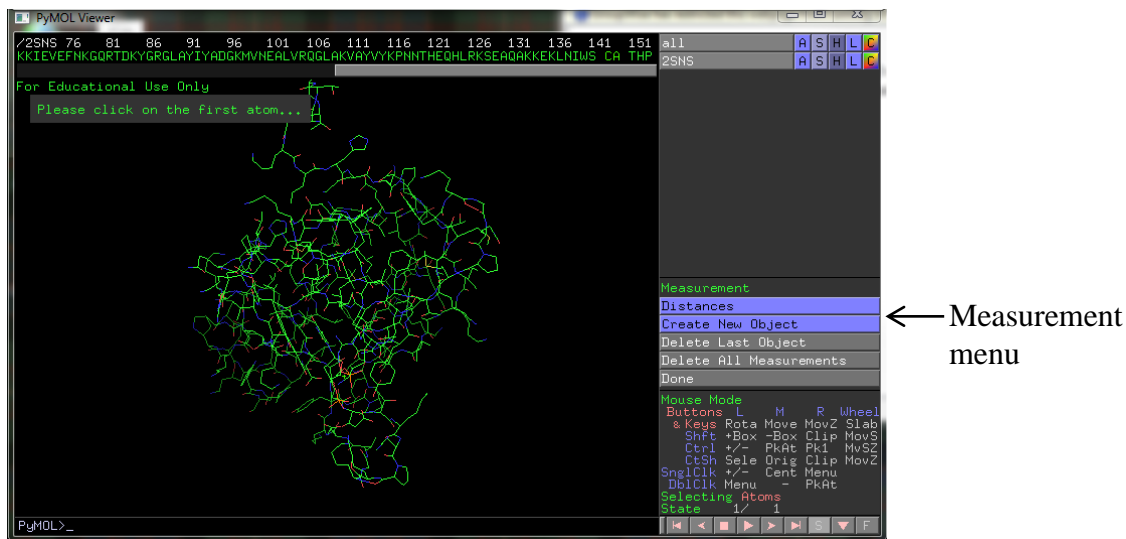 PyMOL Viewer
/2SNS 76 81 86 91 96 101 106 111 116 121 126 131 136 141 151
KKIEVEFNKGQRTDKYGRGLAYIYADGKMVNEALVRQGLAKVAYVYKPNNTHEQHLRKSEAQAKKEKLNIWS CA THP
For Educational Use Only
Please click on the first atom...
all A S H L C
2SNS A S H L C
Measurement
Distances
Create New Object
Delete Last Object
Delete All Measurements
Done
Measurement
menu
Mouse Mode
Buttons L M R Wheel
& Keys Rota Move MovZ Slab
Shft +Box -Box Clip MovS
Ctrl +/- PkAt Pk1 MvSZ
CtSh Sele Orig Clip MovZ
SnglClk +/- Cent Menu
DblClk Menu - PkAt
Selecting Atoms
State 1/ 1
PyMOL>_
S F